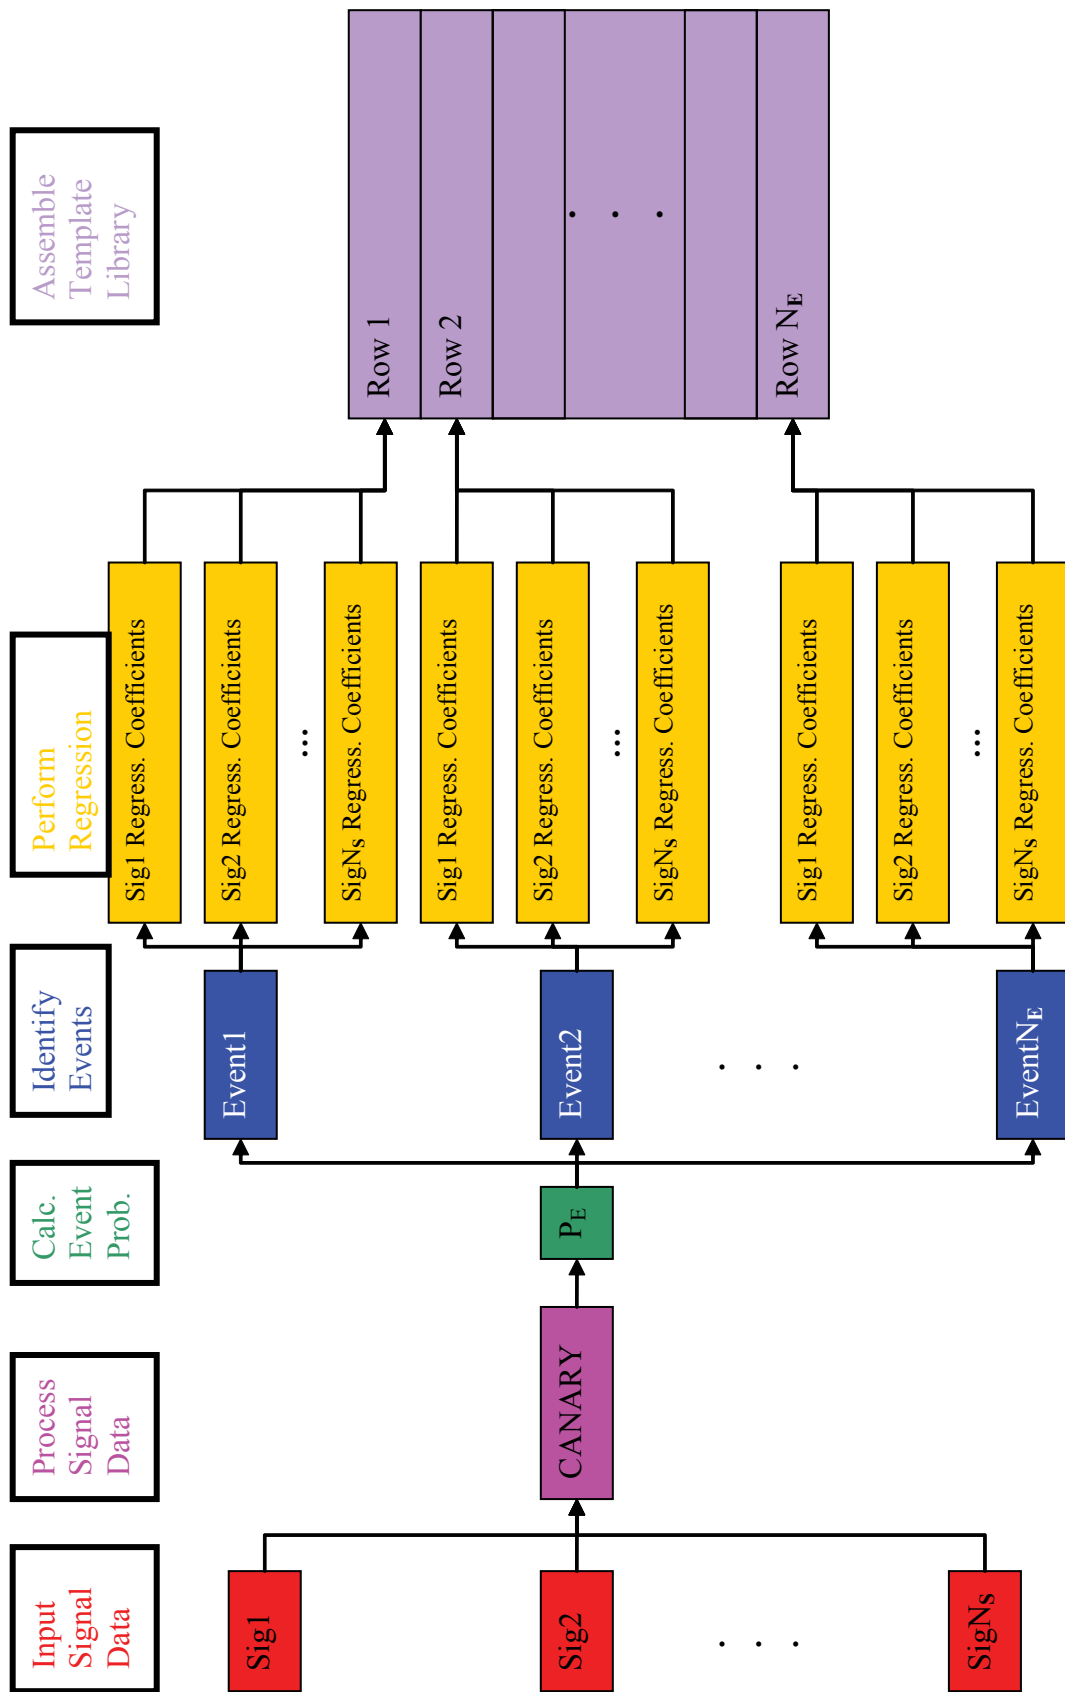 Input
Signal
Data
Process
Signal
Data
Calc.
Event
Prob.
Identify
Events
Perform
Regression
Assemble
Template
Library
Sig1
Sig2
. . .
SigNS
CANARY
PE
Event1
Event2
. . .
EventNE
Sig1 Regress. Coefficients
Sig2 Regress. Coefficients
...
SigNS Regress. Coefficients
Sig1 Regress. Coefficients
Sig2 Regress. Coefficients
...
SigNS Regress. Coefficients
Sig1 Regress. Coefficients
Sig2 Regress. Coefficients
...
SigNS Regress. Coefficients
Row 1
Row 2
. . .
Row NE